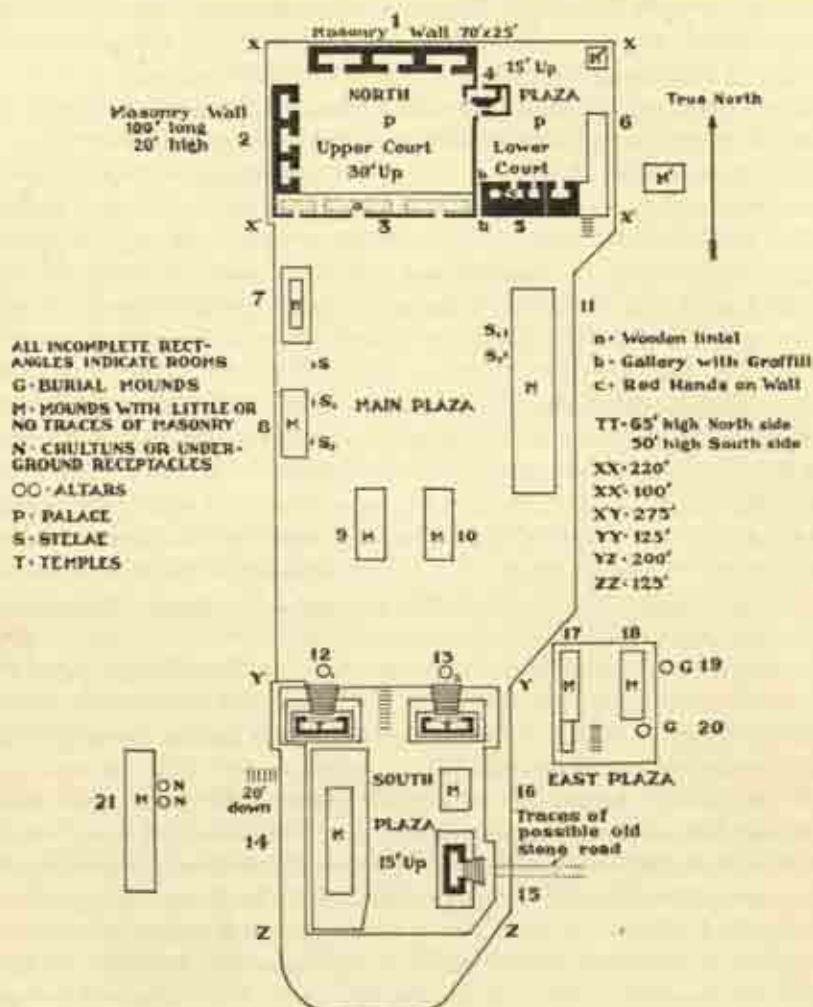 1
Masonry Wall 70'x25'
X
X
M'
4
15' Up
NORTH
PLAZA
True North
Masonry Wall
100' long
20' high
2
P
P
6
Upper Court
Lower
30' Up
Court
b
c
M'
a
X'
3
b
5
X'
7
M
11
S
S
ALL INCOMPLETE RECT-
ANGLES INDICATE ROOMS
G·BURIAL MOUNDS
M·MOUNDS WITH LITTLE OR
NO TRACES OF MASONRY
N·CHULTUNS OR UNDER-
GROUND RECEPTACLES
OO·ALTARS
P·PALACE
S·STELAE
T·TEMPLES
S
8
M
S
S
MAIN PLAZA
M
a· Wooden lintel
b· Gallery with Graffiti
c· Red Hands on Wall
TT·65' high North side
50' high South side
XX·220'
XX'·100'
X'Y·275'
YY·125'
YZ·200'
ZZ·125'
9
M
M
10
12
13
17
18
Y
Y
M
M
G 19
G 20
T
T
EAST PLAZA
21
M
N
N
20'
down
SOUTH
M
16
14
M
PLAZA
Traces of
possible old
stone road
15' Up
15
Z
Z